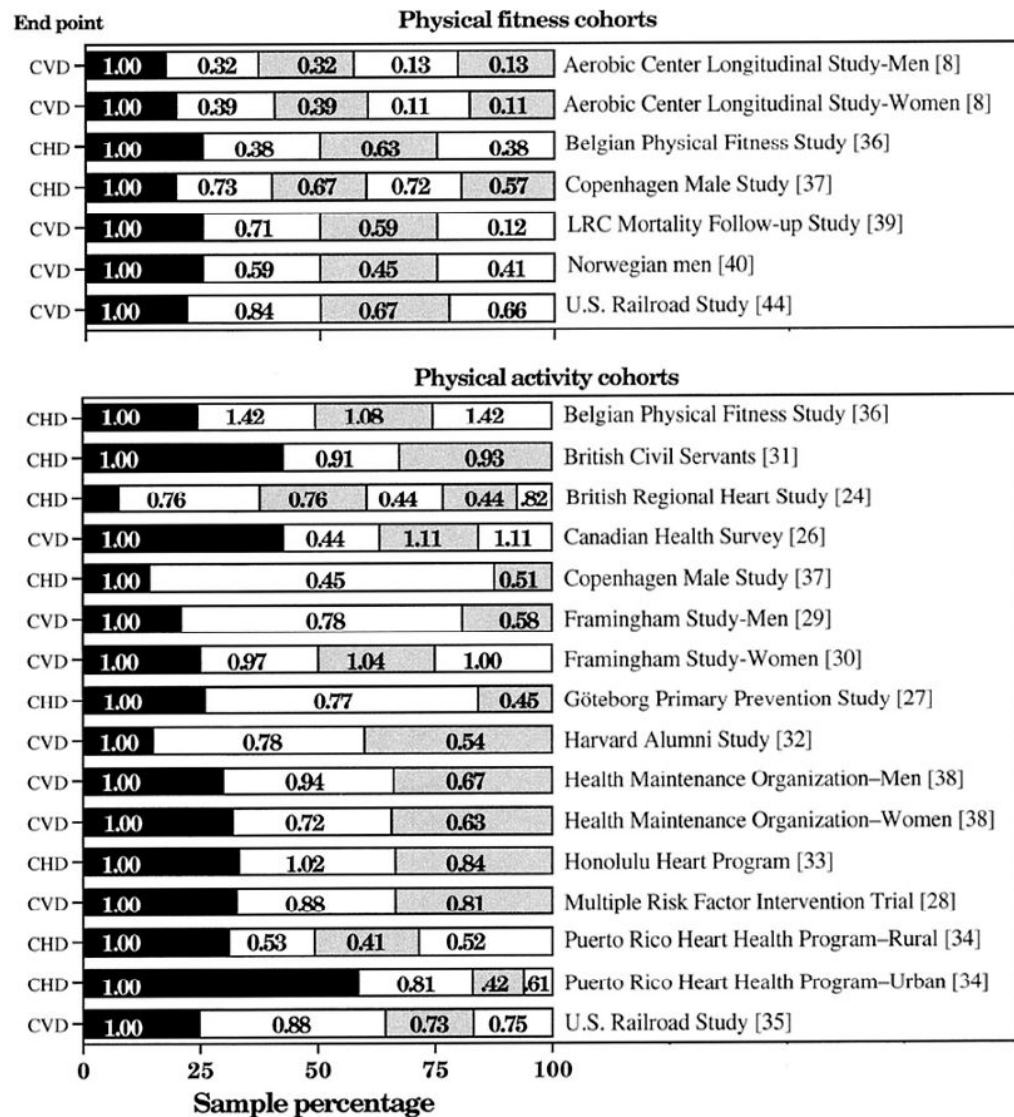 End point Physical fitness cohorts
CVD 1.00 0.32 0.32 0.13 0.13 Aerobic Center Longitudinal Study-Men [8]
CVD 1.00 0.39 0.39 0.11 0.11 Aerobic Center Longitudinal Study-Women [8]
CHD 1.00 0.38 0.63 0.38 Belgian Physical Fitness Study [36]
CHD 1.00 0.73 0.67 0.72 0.57 Copenhagen Male Study [37]
CVD 1.00 0.71 0.59 0.12 LRC Mortality Follow-up Study [39]
CVD 1.00 0.59 0.45 0.41 Norwegian men [40]
CVD 1.00 0.84 0.67 0.66 U.S. Railroad Study [44]
Physical activity cohorts
CHD 1.00 1.42 1.08 1.42 Belgian Physical Fitness Study [36]
CHD 1.00 0.91 0.93 British Civil Servants [31]
CHD 0.76 0.76 0.44 0.44 .82 British Regional Heart Study [24]
CVD 1.00 0.44 1.11 1.11 Canadian Health Survey [26]
CHD 1.00 0.45 0.51 Copenhagen Male Study [37]
CVD 1.00 0.78 0.58 Framingham Study-Men [29]
CVD 1.00 0.97 1.04 1.00 Framingham Study-Women [30]
CHD 1.00 0.77 0.45 Göteborg Primary Prevention Study [27]
CVD 1.00 0.78 0.54 Harvard Alumni Study [32]
CVD 1.00 0.94 0.67 Health Maintenance Organization–Men [38]
CVD 1.00 0.72 0.63 Health Maintenance Organization–Women [38]
CHD 1.00 1.02 0.84 Honolulu Heart Program [33]
CVD 1.00 0.88 0.81 Multiple Risk Factor Intervention Trial [28]
CHD 1.00 0.53 0.41 0.52 Puerto Rico Heart Health Program–Rural [34]
CHD 1.00 0.81 .42 .61 Puerto Rico Heart Health Program–Urban [34]
CVD 1.00 0.88 0.73 0.75 U.S. Railroad Study [35]
0 25 50 75 100
Sample percentage